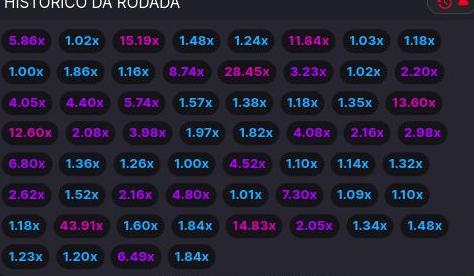 HISTÓRICO DA RODADA
5.86x 1.02x 15.19x 1.48x 1.24x 11.84x 1.03x 1.18x
1.00x 1.86x 1.16x 8.74x 28.45x 3.23x 1.02x 2.20x
4.05x 4.40x 5.74x 1.57x 1.38x 1.18x 1.35x 13.60x
12.60x 2.08x 3.98x 1.97x 1.82x 4.08x 2.16x 2.98x
6.80x 1.36x 1.26x 1.00x 4.52x 1.10x 1.14x 1.32x
2.62x 1.52x 2.16x 4.80x 1.01x 7.30x 1.09x 1.10x
1.18x 43.91x 1.60x 1.84x 14.83x 2.05x 1.34x 1.48x
1.23x 1.20x 6.49x 1.84x